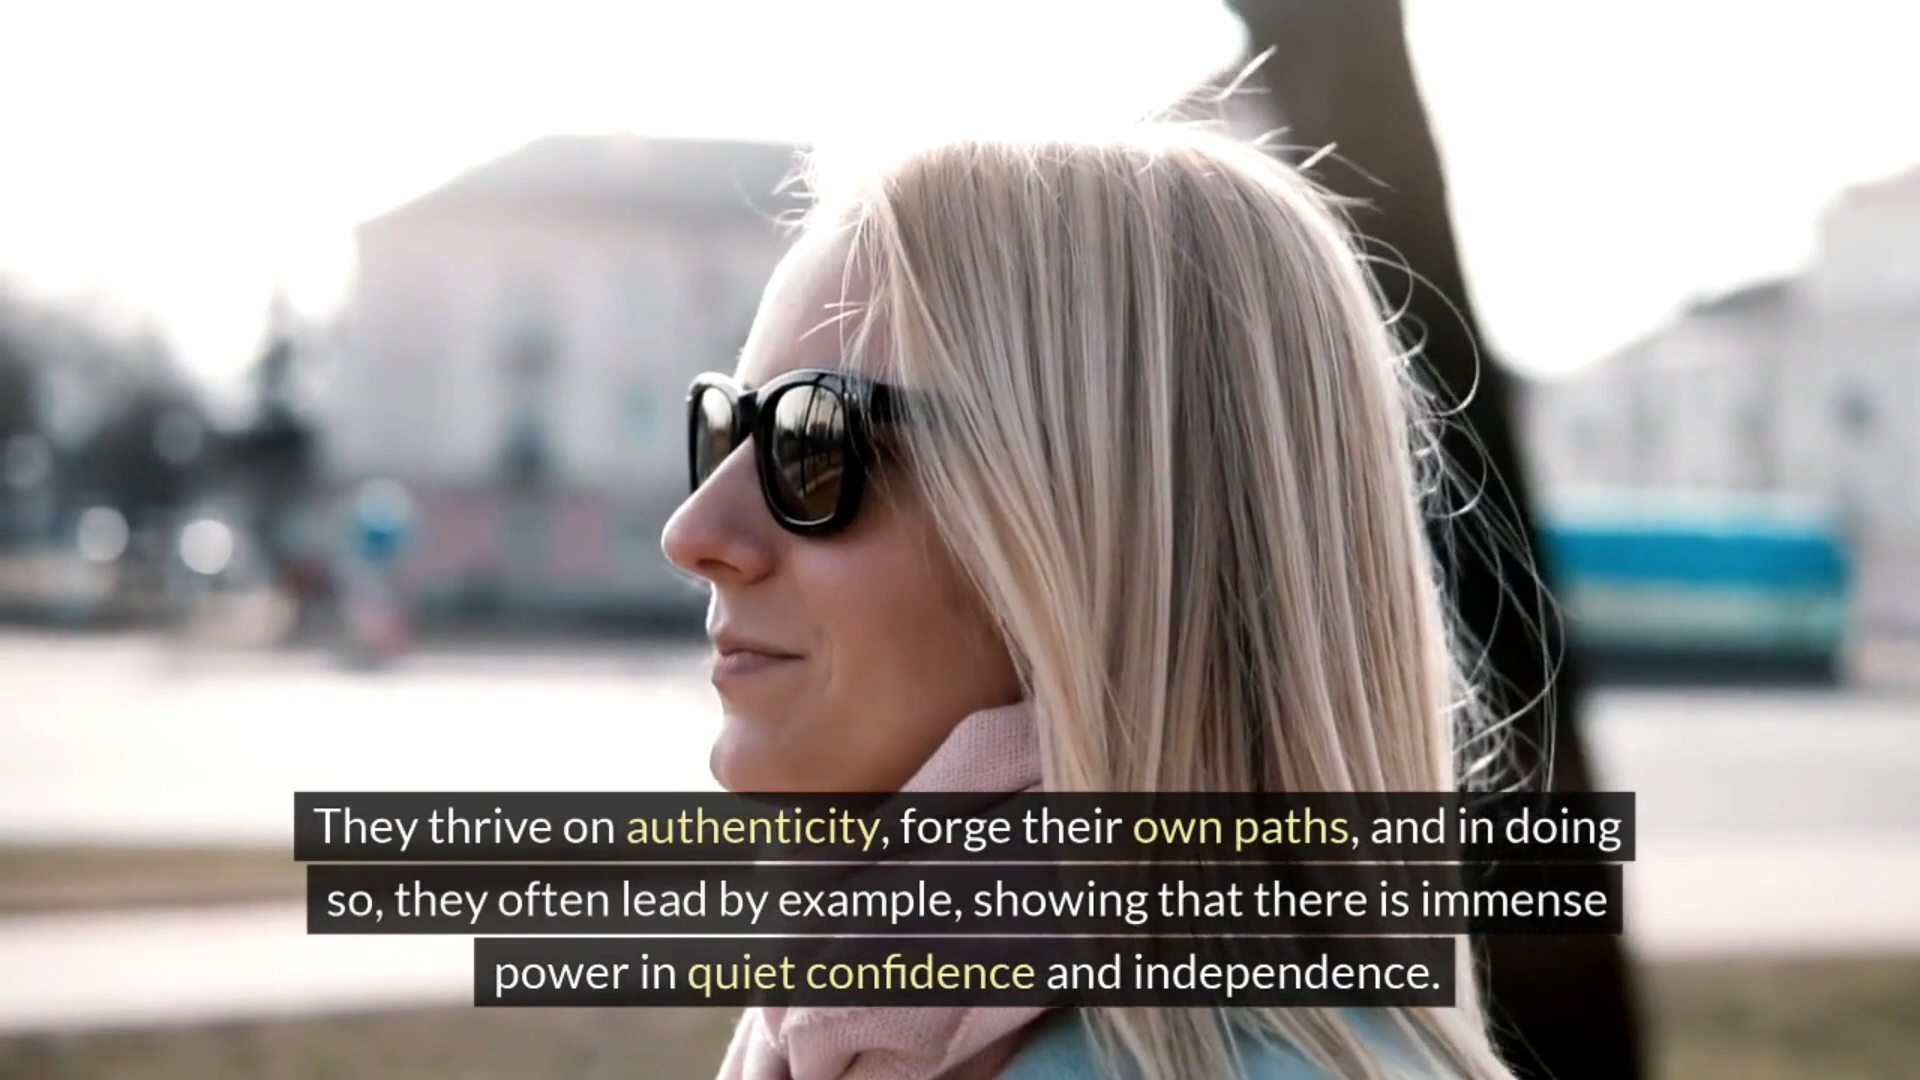 They thrive on authenticity, forge their own paths, and in doing
so, they often lead by example, showing that there is immense
power in quiet confidence and independence.